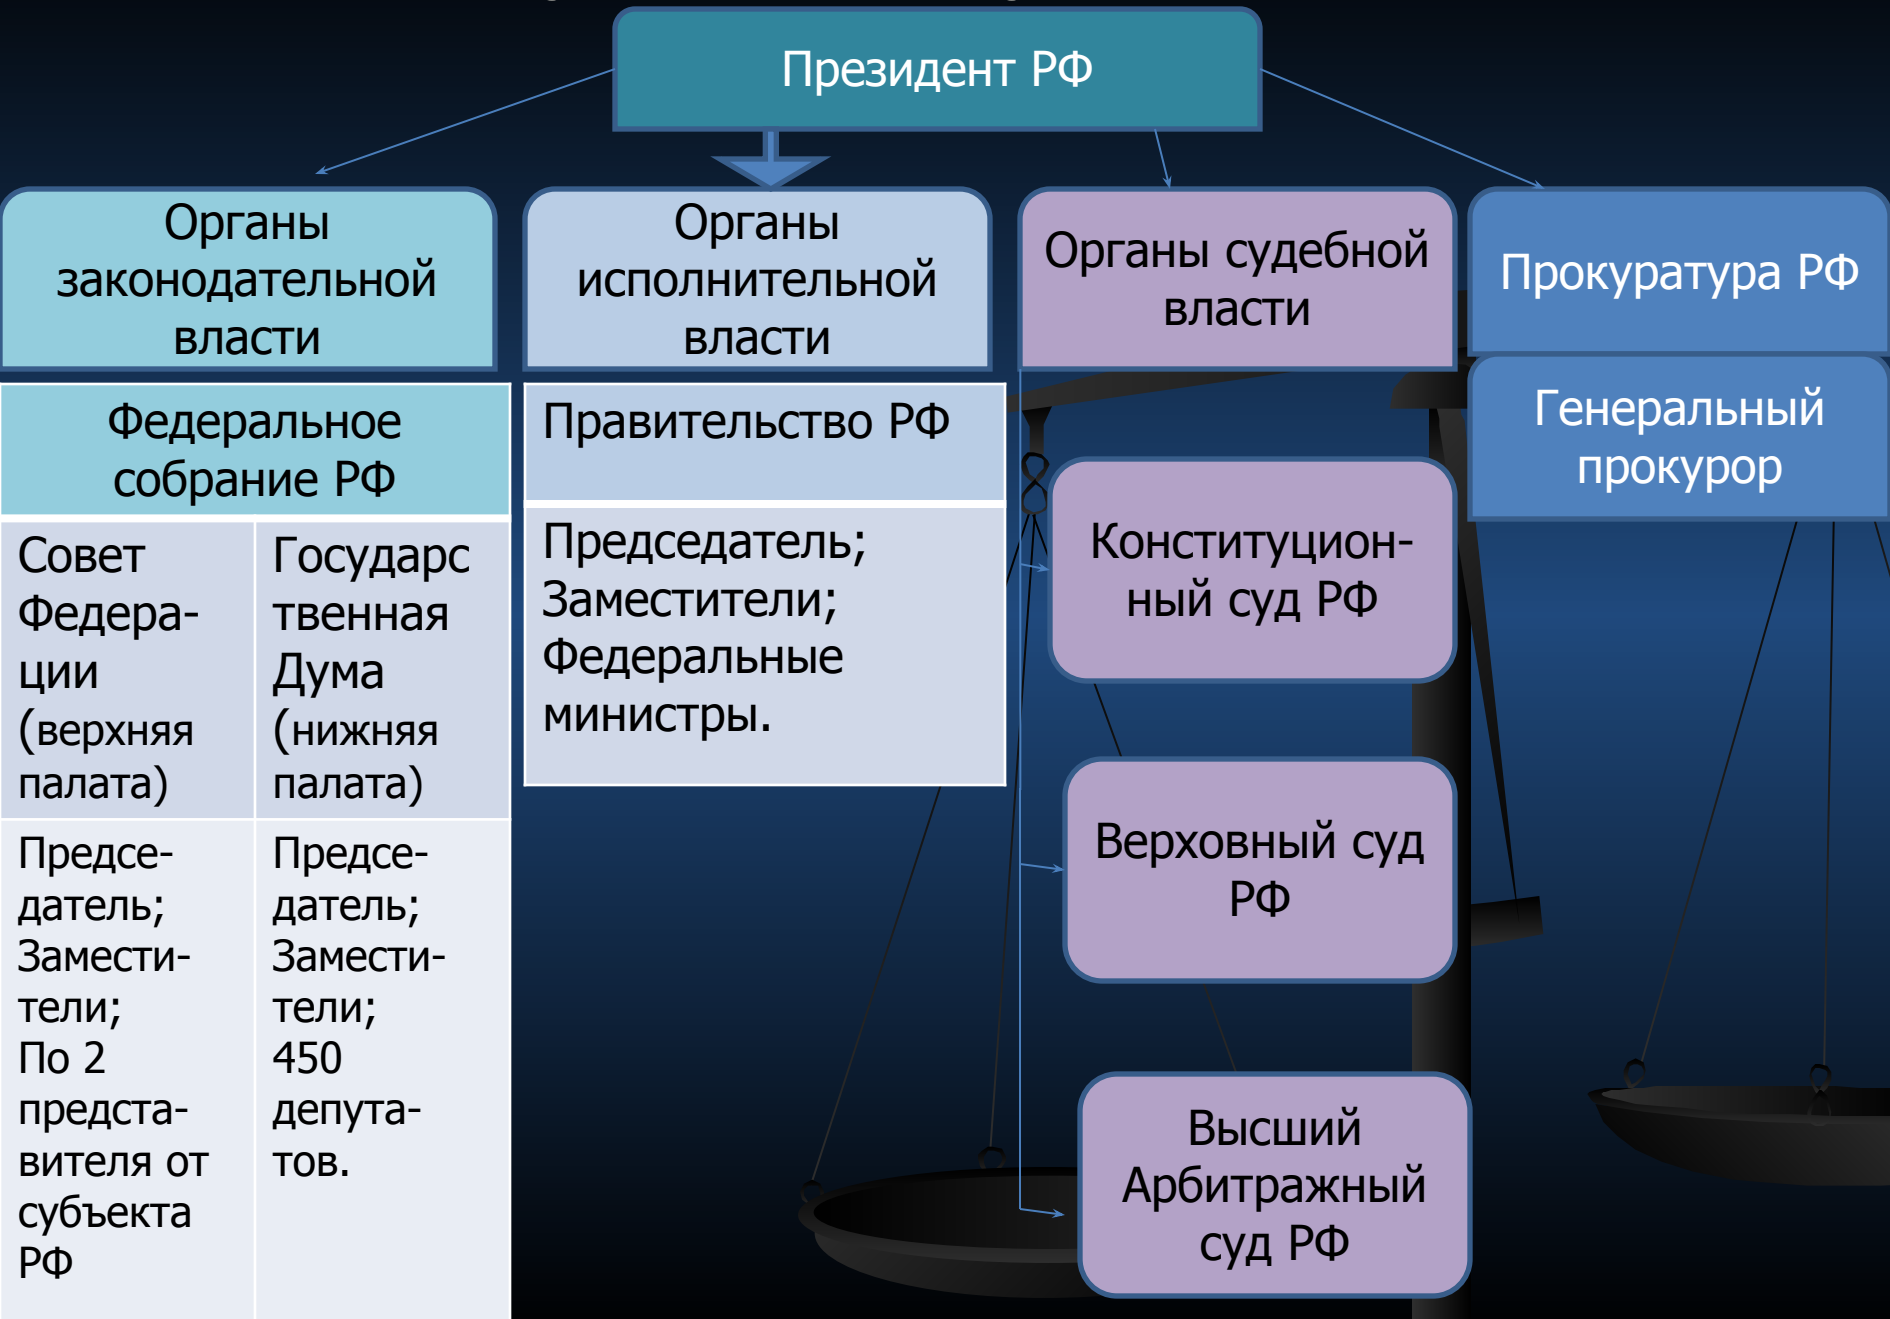 Президент РФ
Органы
законодательной
власти
Органы
исполнительной
власти
Органы судебной
власти
Прокуратура РФ
Генеральный
прокурор
Федеральное
собрание РФ
Совет
Федера-
ции
(верхняя
палата)
Государс
твенная
Дума
(нижняя
палата)
Предсе-
датель;
Замести-
тели;
По 2
предста-
вителя от
субъекта
РФ
Предсе-
датель;
Замести-
тели;
450
депута-
тов.
Правительство РФ
Председатель;
Заместители;
Федеральные
министры.
Конституцион-
ный суд РФ
Верховный суд
РФ
Высший
Арбитражный
суд РФ